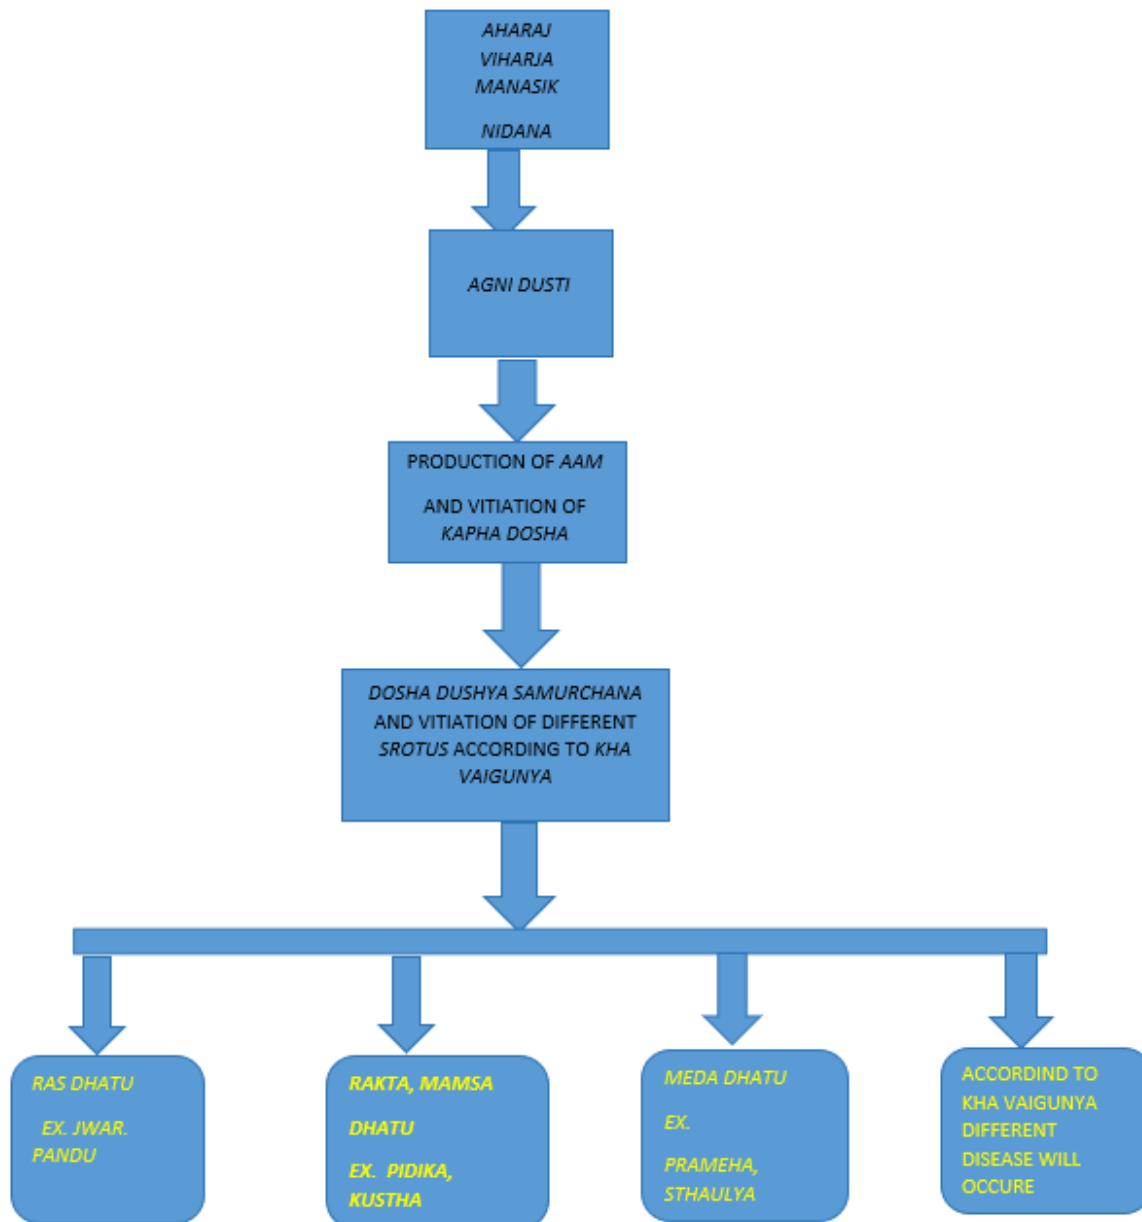 AHARAJ
VIHARJA
MANASIK
NIDANA
AGNI DUSTI
PRODUCTION OF AAM
AND VITIATION OF
KAPHA DOSHA
DOSHA DUSHYA SAMURCHANA
AND VITIATION OF DIFFERENT
SROTUS ACCORDING TO KHA
VAIGUNYA
RAS DHATU
EX. JWAR.
PANDU
RAKTA, MAMSA
DHATU
EX. PIDIKA,
KUSTHA
MEDA DHATU
EX.
PRAMEHA,
STHAULYA
ACCORDIND TO
KHA VAIGUNYA
DIFFERENT
DISEASE WILL
OCCURE